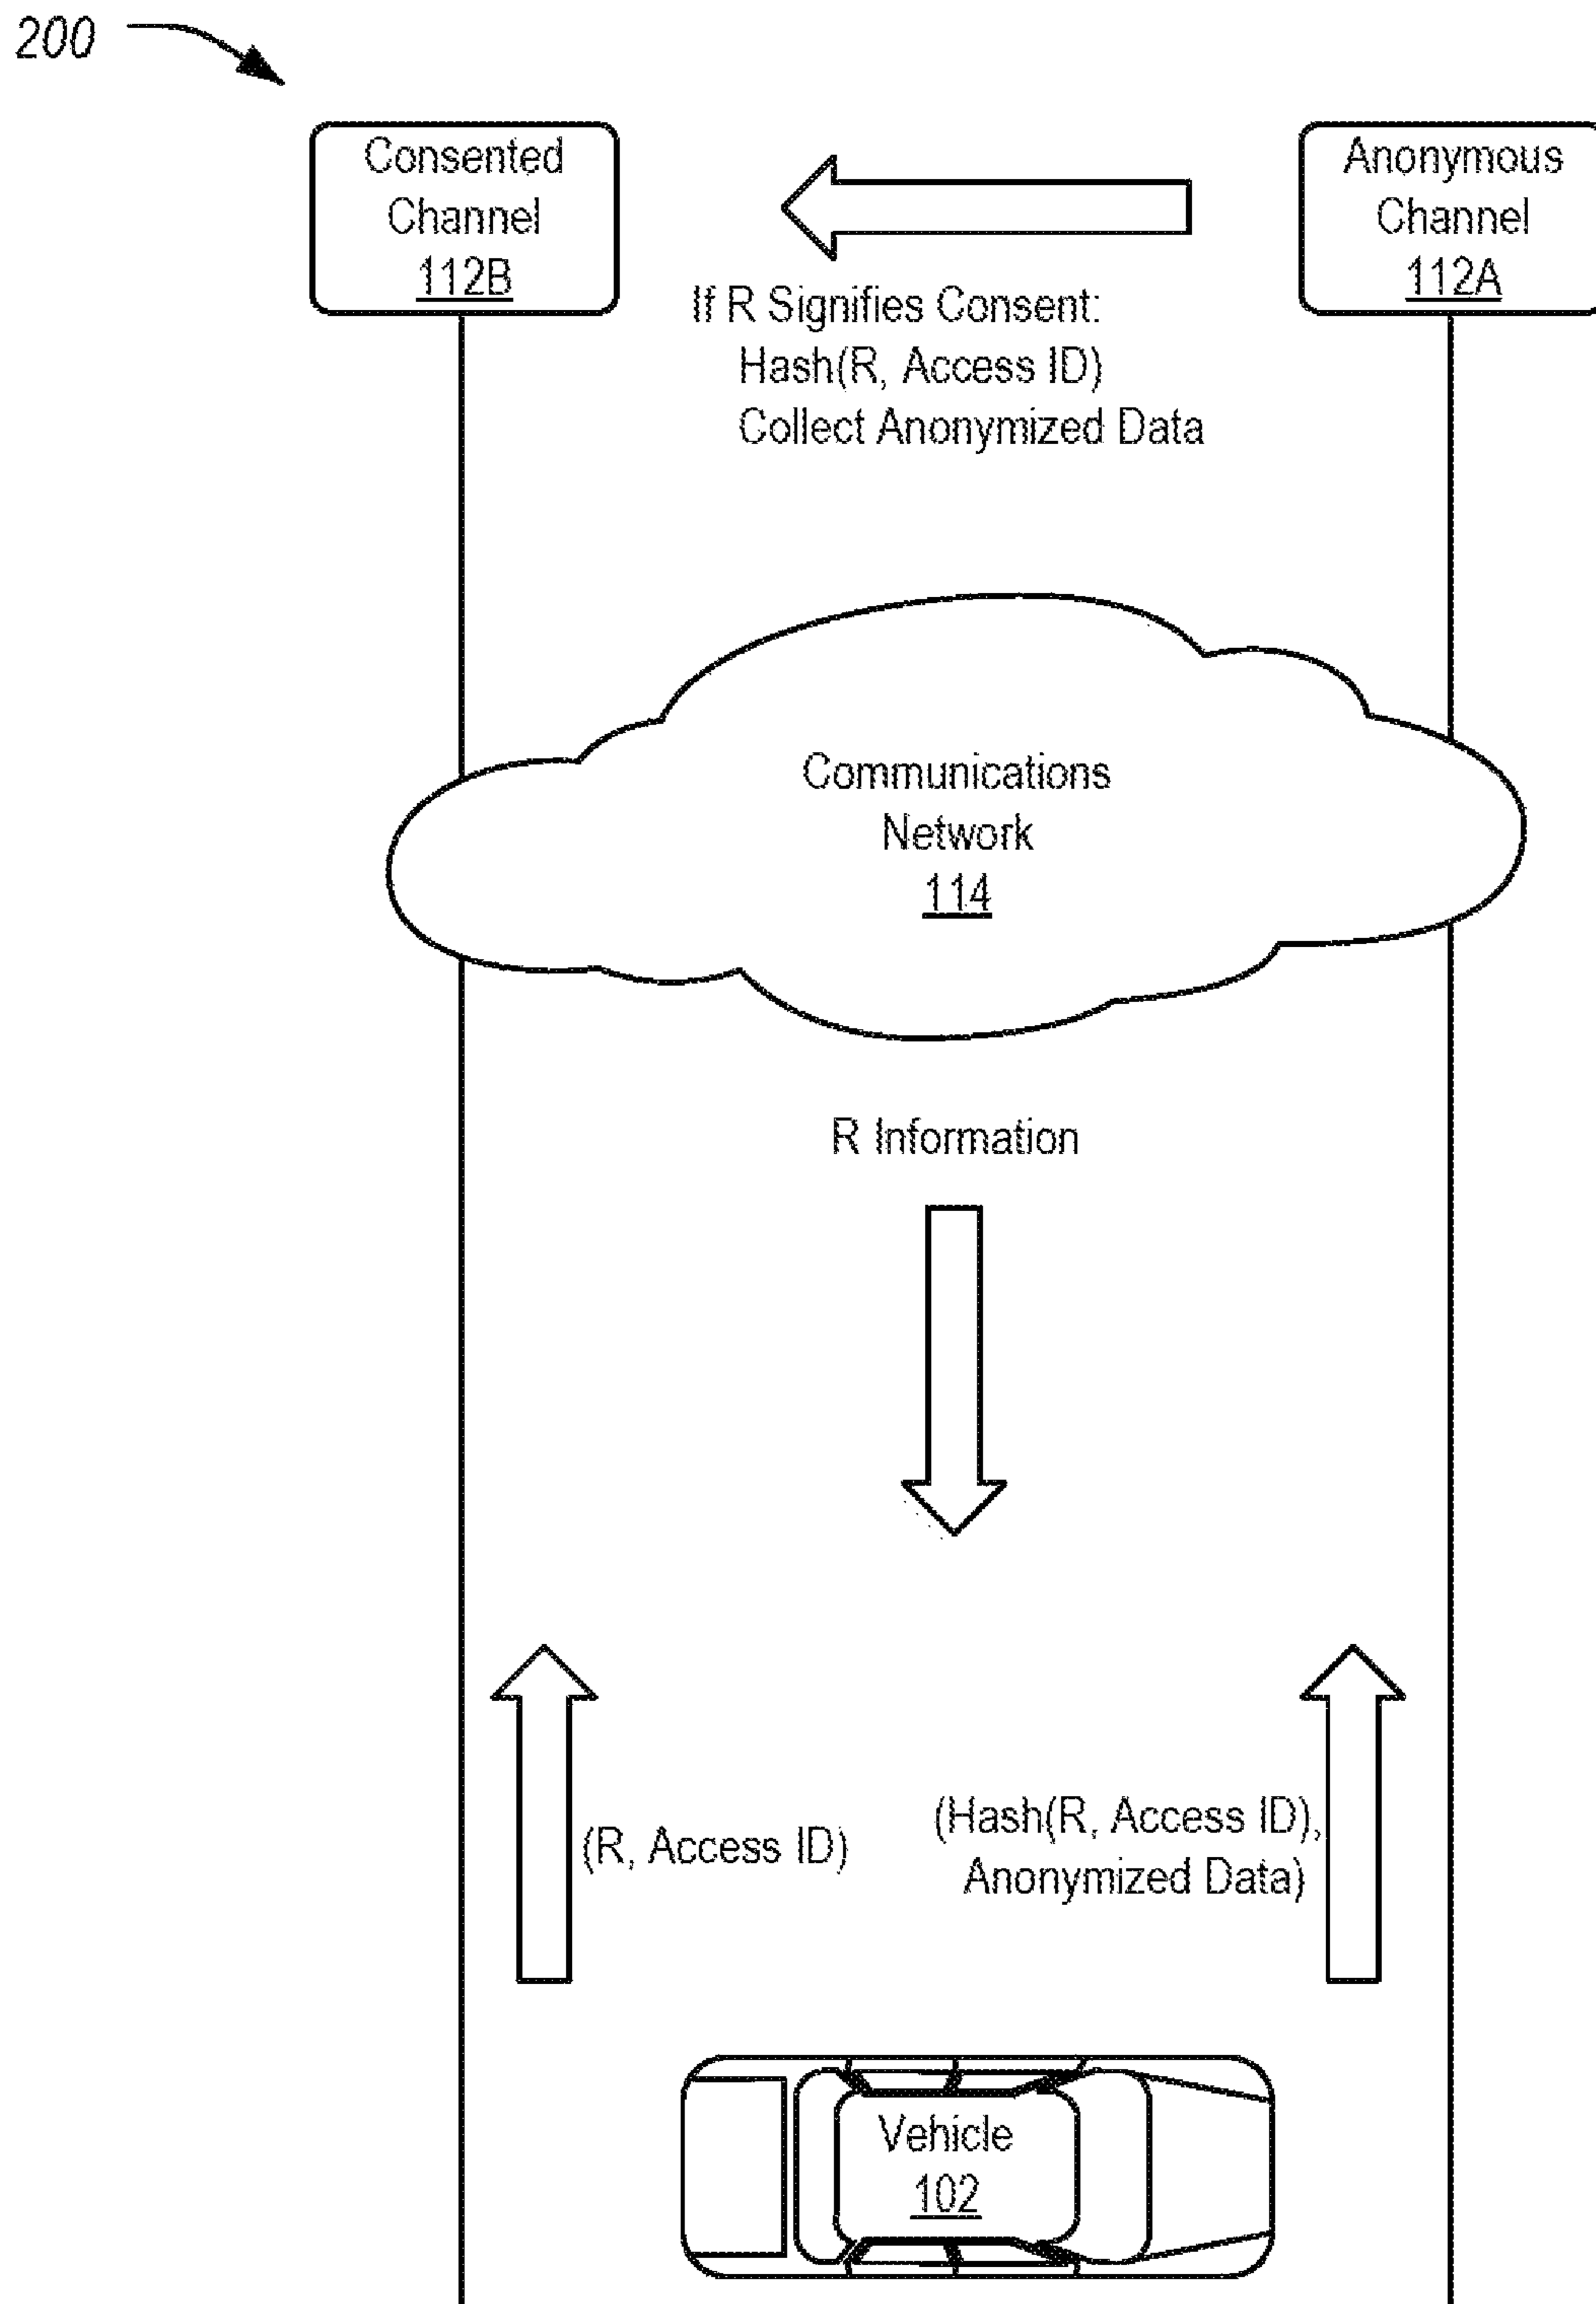 200
Consented
Channel
112B
Anonymous
Channel
112A
If R Signifies Consent:
Hash(R, Access ID)
Collect Anonymized Data
Communications
Network
114
R Information
(R, Access ID)
(Hash(R, Access ID),
Anonymized Data)
Vehicle
102